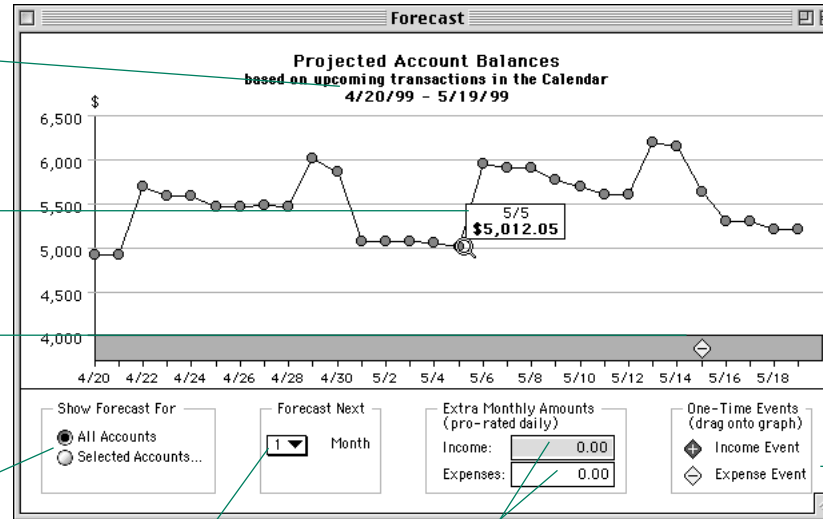 Forecast
Projected Account Balances
based on upcoming transactions in the Calendar
4/20/99 - 5/19/99
$
6,500
6,000
5,500
5,000
4,500
4,000
5/5
$5,012.05
4/20 4/22 4/24 4/26 4/28 4/30 5/2 5/4 5/6 5/8 5/10 5/12 5/14 5/16 5/18
Show Forecast For
All Accounts
Selected Accounts...
Forecast Next
1 Month
Extra Monthly Amounts
(pro-rated daily)
Income: 0.00
Expenses: 0.00
One-Time Events
(drag onto graph)
Income Event
Expense Event